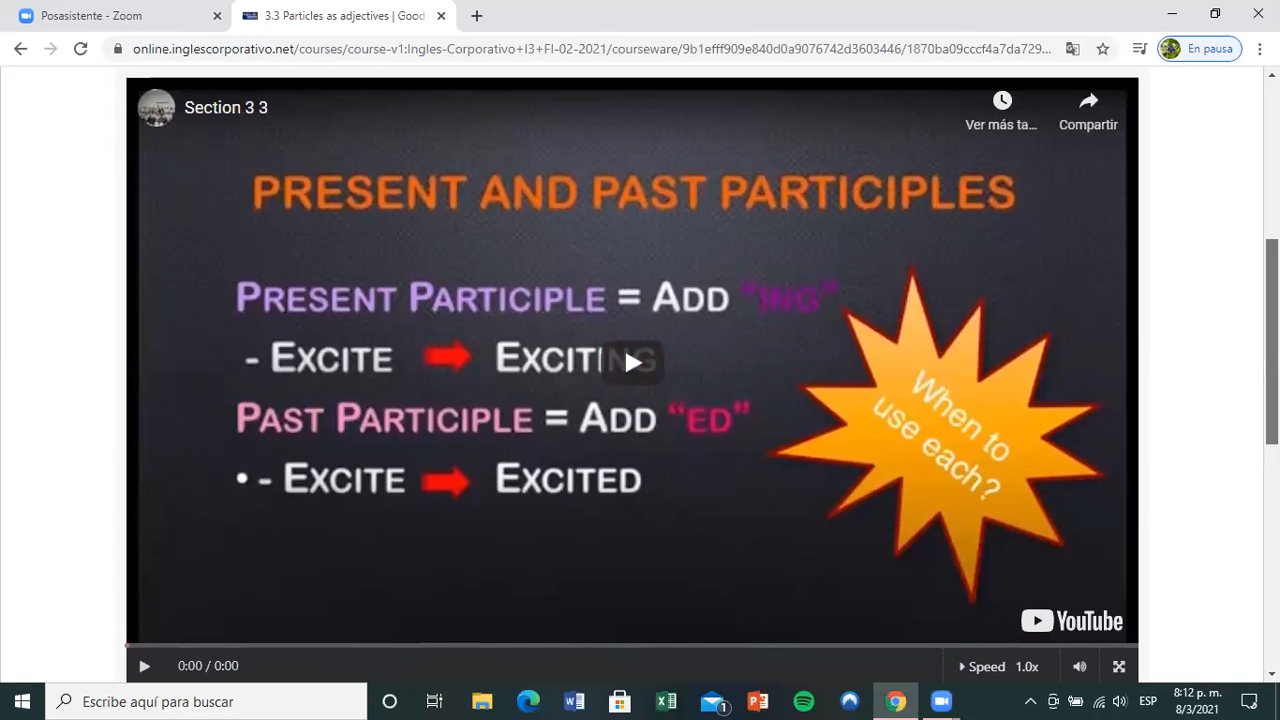 Posasistente - Zoom
3.3 Particles as adjectives | Good
online.inglescorporativo.net/courses/course-v1:Ingles-Corporativo+I3+FI-02-2021/courseware/9b1efff909e840d0a9076742d3603446/1870ba09cccf4a7da729...
En pausa
Section 3 3
Ver más ta...
Compartir
PRESENT AND PAST PARTICIPLES
PRESENT PARTICIPLE = ADD "ING"
- EXCITE EXCITING
PAST PARTICIPLE = ADD "ED"
• - EXCITE EXCITED
When to
use each?
YouTube
0:00 / 0:00
Speed 1.0x
Escribe aquí para buscar
1
ESP
8:12 p. m.
8/3/2021